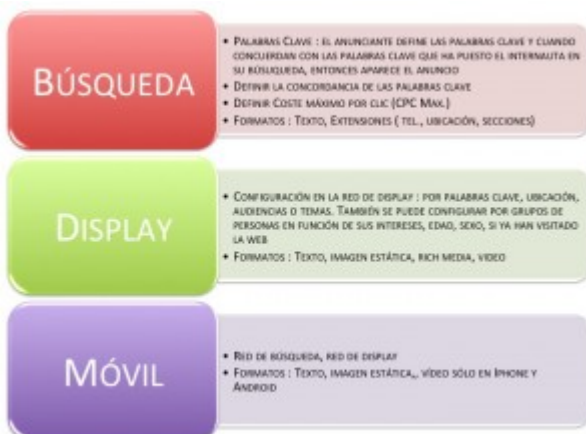 BÚSQUEDA
• PALABRAS CLAVE : EL ANUNCIANTE DEFINE LAS PALABRAS CLAVE Y CUANDO
CONCUERDAN CON LAS PALABRAS CLAVE QUE HA PUESTO EL INTERNAUTA EN
SU BÚSUQUEDA, ENTONCES APARECE EL ANUNCIO
• DEFINIR LA CONCORDANCIA DE LAS PALABRAS CLAVE
• DEFINIR COSTE MÁXIMO POR CLIC (CPC MAX.)
• FORMATOS : TEXTO, EXTENSIONES ( TEL., UBICACIÓN, SECCIONES)
DISPLAY
• CONFIGURACIÓN EN LA RED DE DISPLAY : POR PALABRAS CLAVE, UBICACIÓN,
AUDIENCIAS O TEMAS. TAMBIÉN SE PUEDE CONFIGURAR POR GRUPOS DE
PERSONAS EN FUNCIÓN DE SUS INTERESES, EDAD, SEXO, SI YA HAN VISITADO
LA WEB
• FORMATOS : TEXTO, IMAGEN ESTÁTICA, RICH MEDIA, VIDEO
MÓVIL
• RED DE BÚSQUEDA, RED DE DISPLAY
• FORMATOS : TEXTO, IMAGEN ESTÁTICA,, VÍDEO SÓLO EN IPHONE Y
ANDROID